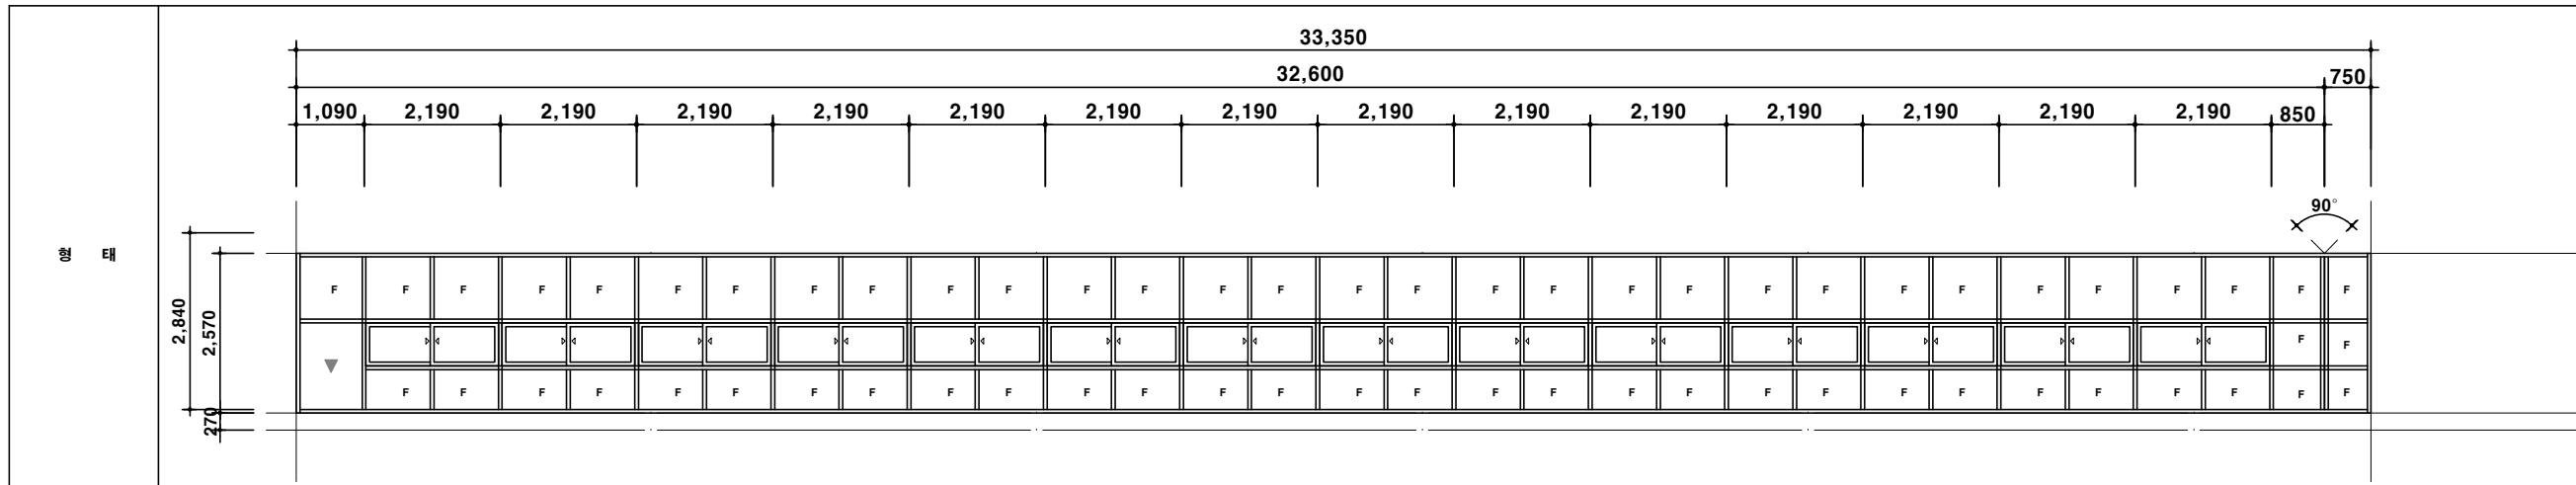 33,350
32,600 750
1,090 2,190 2,190 2,190 2,190 2,190 2,190 2,190 2,190 2,190 2,190 2,190 2,190 2,190 2,190 850
90°
형 태
2,840
2,570
270
F F F F F F F F F F F F F F F F F F F F F F F F F F F F F F F
F F
F F F F F F F F F F F F F F F F F F F F F F F F F F F F F F